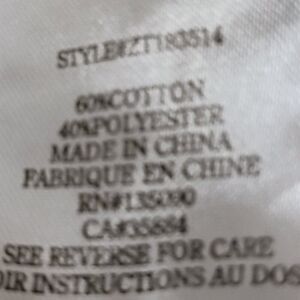 STYLE#ZT183514
60%COTTON
40%POLYESTER
MADE IN CHINA
FABRIQUE EN CHINE
RN#135090
CA#35884
SEE REVERSE FOR CARE
OIR INSTRUCTIONS AU DOS